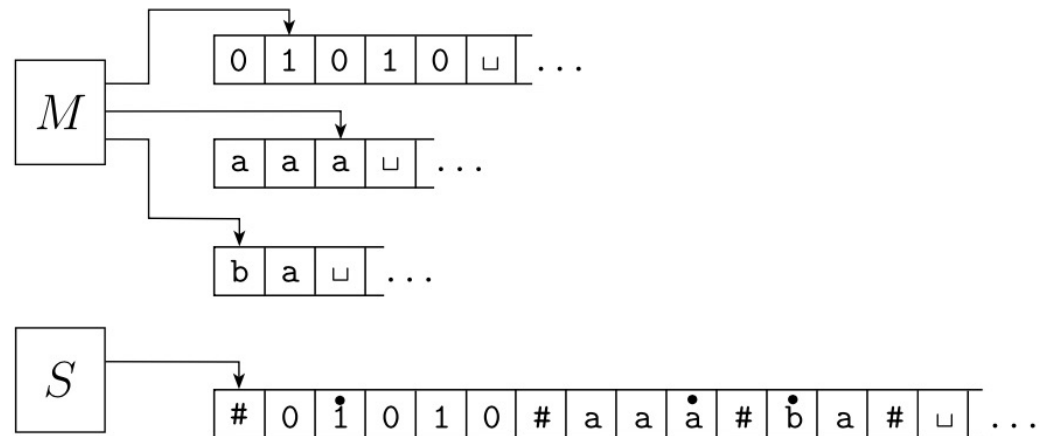 0 1 0 1 0 ␣ ...
M
a a a ␣ ...
b a ␣ ...
S
# 0 1̇ 0 1 0 # a a ȧ # ḃ a # ␣ ...